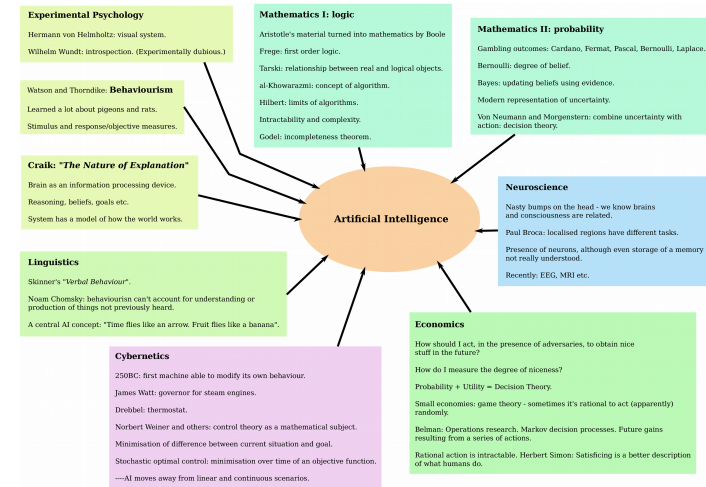 Experimental Psychology
Hermann von Helmholtz: visual system.
Wilhelm Wundt: introspection. (Experimentally dubious.)
Watson and Thorndike: Behaviourism
Learned a lot about pigeons and rats.
Stimulus and response/objective measures.
Craik: "The Nature of Explanation"
Brain as an information processing device.
Reasoning, beliefs, goals etc.
System has a model of how the world works.
Linguistics
Skinner's "Verbal Behaviour".
Noam Chomsky: behaviourian can't account for understanding or
production of things not previously heard.
A central AI concept: "Time flies like an arrow. Fruit flies like a banana".
Mathematics I: logic
Aristotle's material turned into mathematics by Boole
Frege: first order logic.
Tarski: relationship between real and logical objects.
al-Khowarazmi: concept of algorithm.
Hilbert: limits of algorithms.
Intractability and complexity.
Godel: incompleteness theorem.
Mathematics II: probability
Gambling outcomes: Cardano, Fermat, Pascal, Bernoulli, Laplace.
Bernoulli: degree of belief.
Bayes: updating beliefs using evidence.
Modern representation of uncertainty.
Von Neumann and Morgenstern: combine uncertainty with
action: decision theory.
Artificial Intelligence
Neuroscience
Nasty bumps on the head - we know brains
and consciousness are related.
Paul Broca: localised regions have different tasks.
Presence of neurons, although even storage of a memory
not really understood.
Recently: EEG, MRI etc.
Cybernetics
250BC: first machine able to modify its own behaviour.
James Watt: governor for steam engines.
Drebbel: thermostat.
Norbert Weiner and others: control theory as a mathematical subject.
Minimisation of difference between current situation and goal.
Stochastic optimal control: minimisation over time of an objective function.
----AI moves away from linear and continuous scenarios.
Economics
How should I act, in the presence of adversaries, to obtain nice
stuff in the future?
How do I measure the degree of niceness?
Probability + Utility = Decision Theory.
Small economies: game theory - sometimes it's rational to act (apparently)
randomly.
Belman: Operations research. Markov decision processes. Future gains
resulting from a series of actions.
Rational action is intractable. Herbert Simon: Satisficing is a better description
of what humans do.